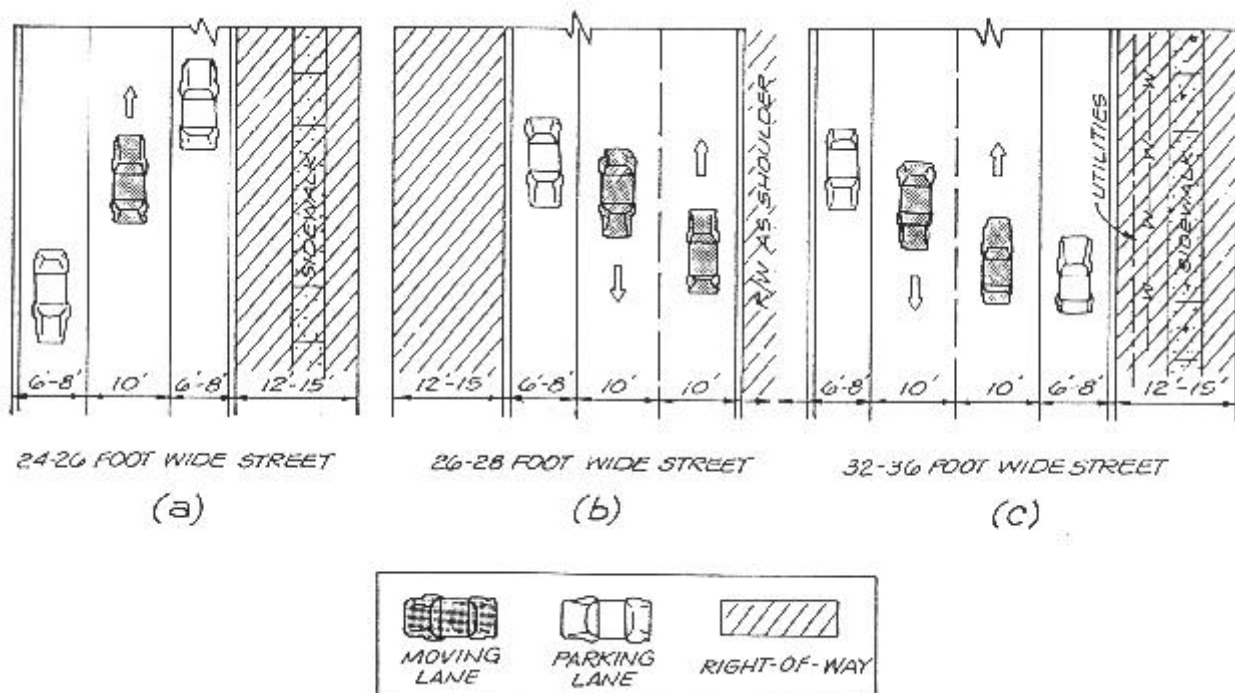 SIDEWALK
6'-8' 10' 6'-8' 12'-15'
24-26 FOOT WIDE STREET
(a)
R/W AS SHOULDER
12'-15' 6'-8' 10' 10'
26-28 FOOT WIDE STREET
(b)
UTILITIES
W
W
W
W
W
SIDEWALK
6'-8' 10' 10' 6'-8' 12'-15'
32-36 FOOT WIDE STREET
(c)
MOVING
LANE
PARKING
LANE
RIGHT-OF-WAY